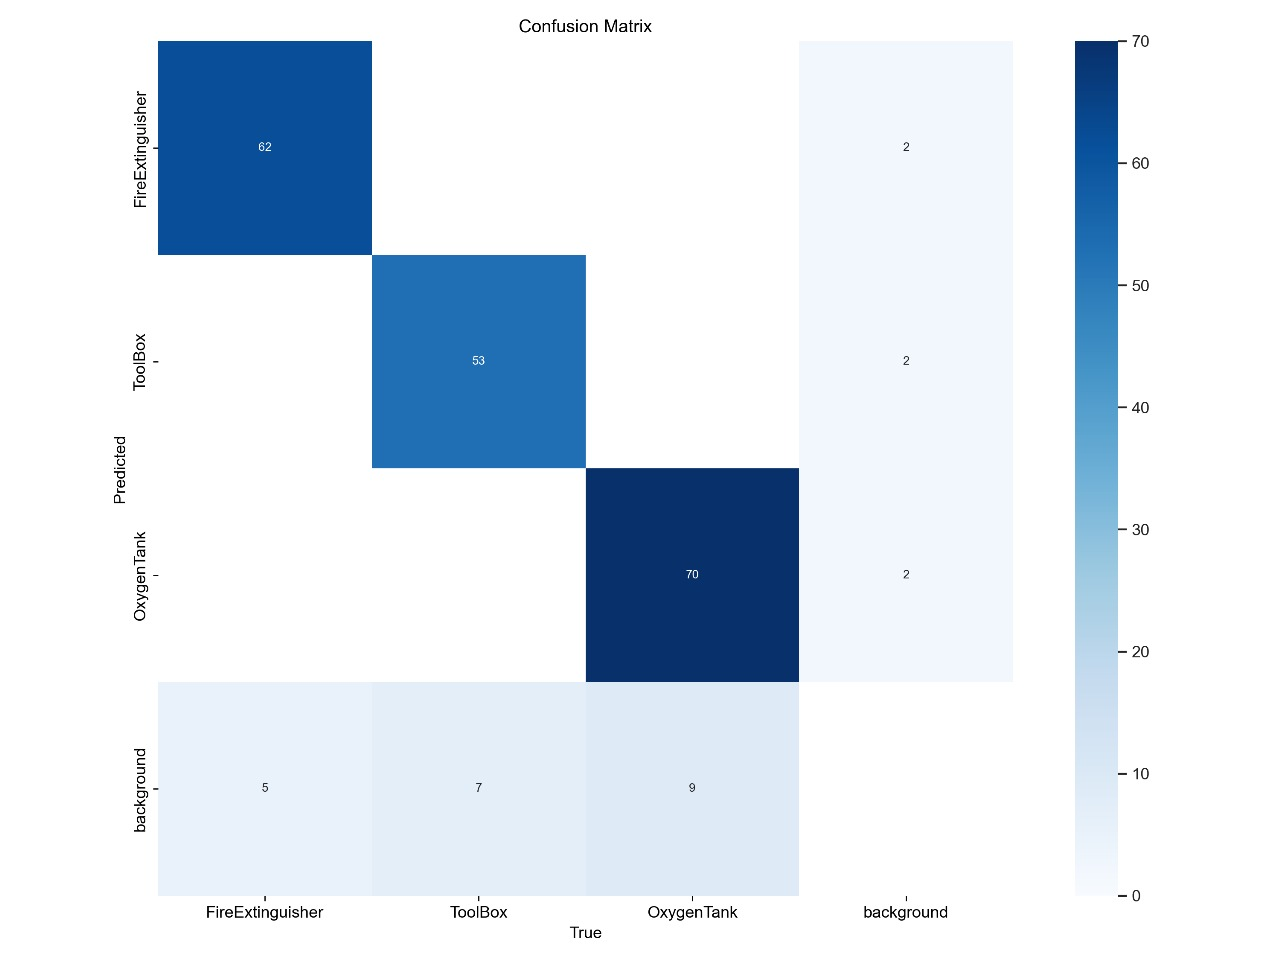 Confusion Matrix
FireExtinguisher
ToolBox
OxygenTank
background
Predicted
62
2
53
2
70
2
5
7
9
FireExtinguisher
ToolBox
OxygenTank
background
True
70
60
50
40
30
20
10
0